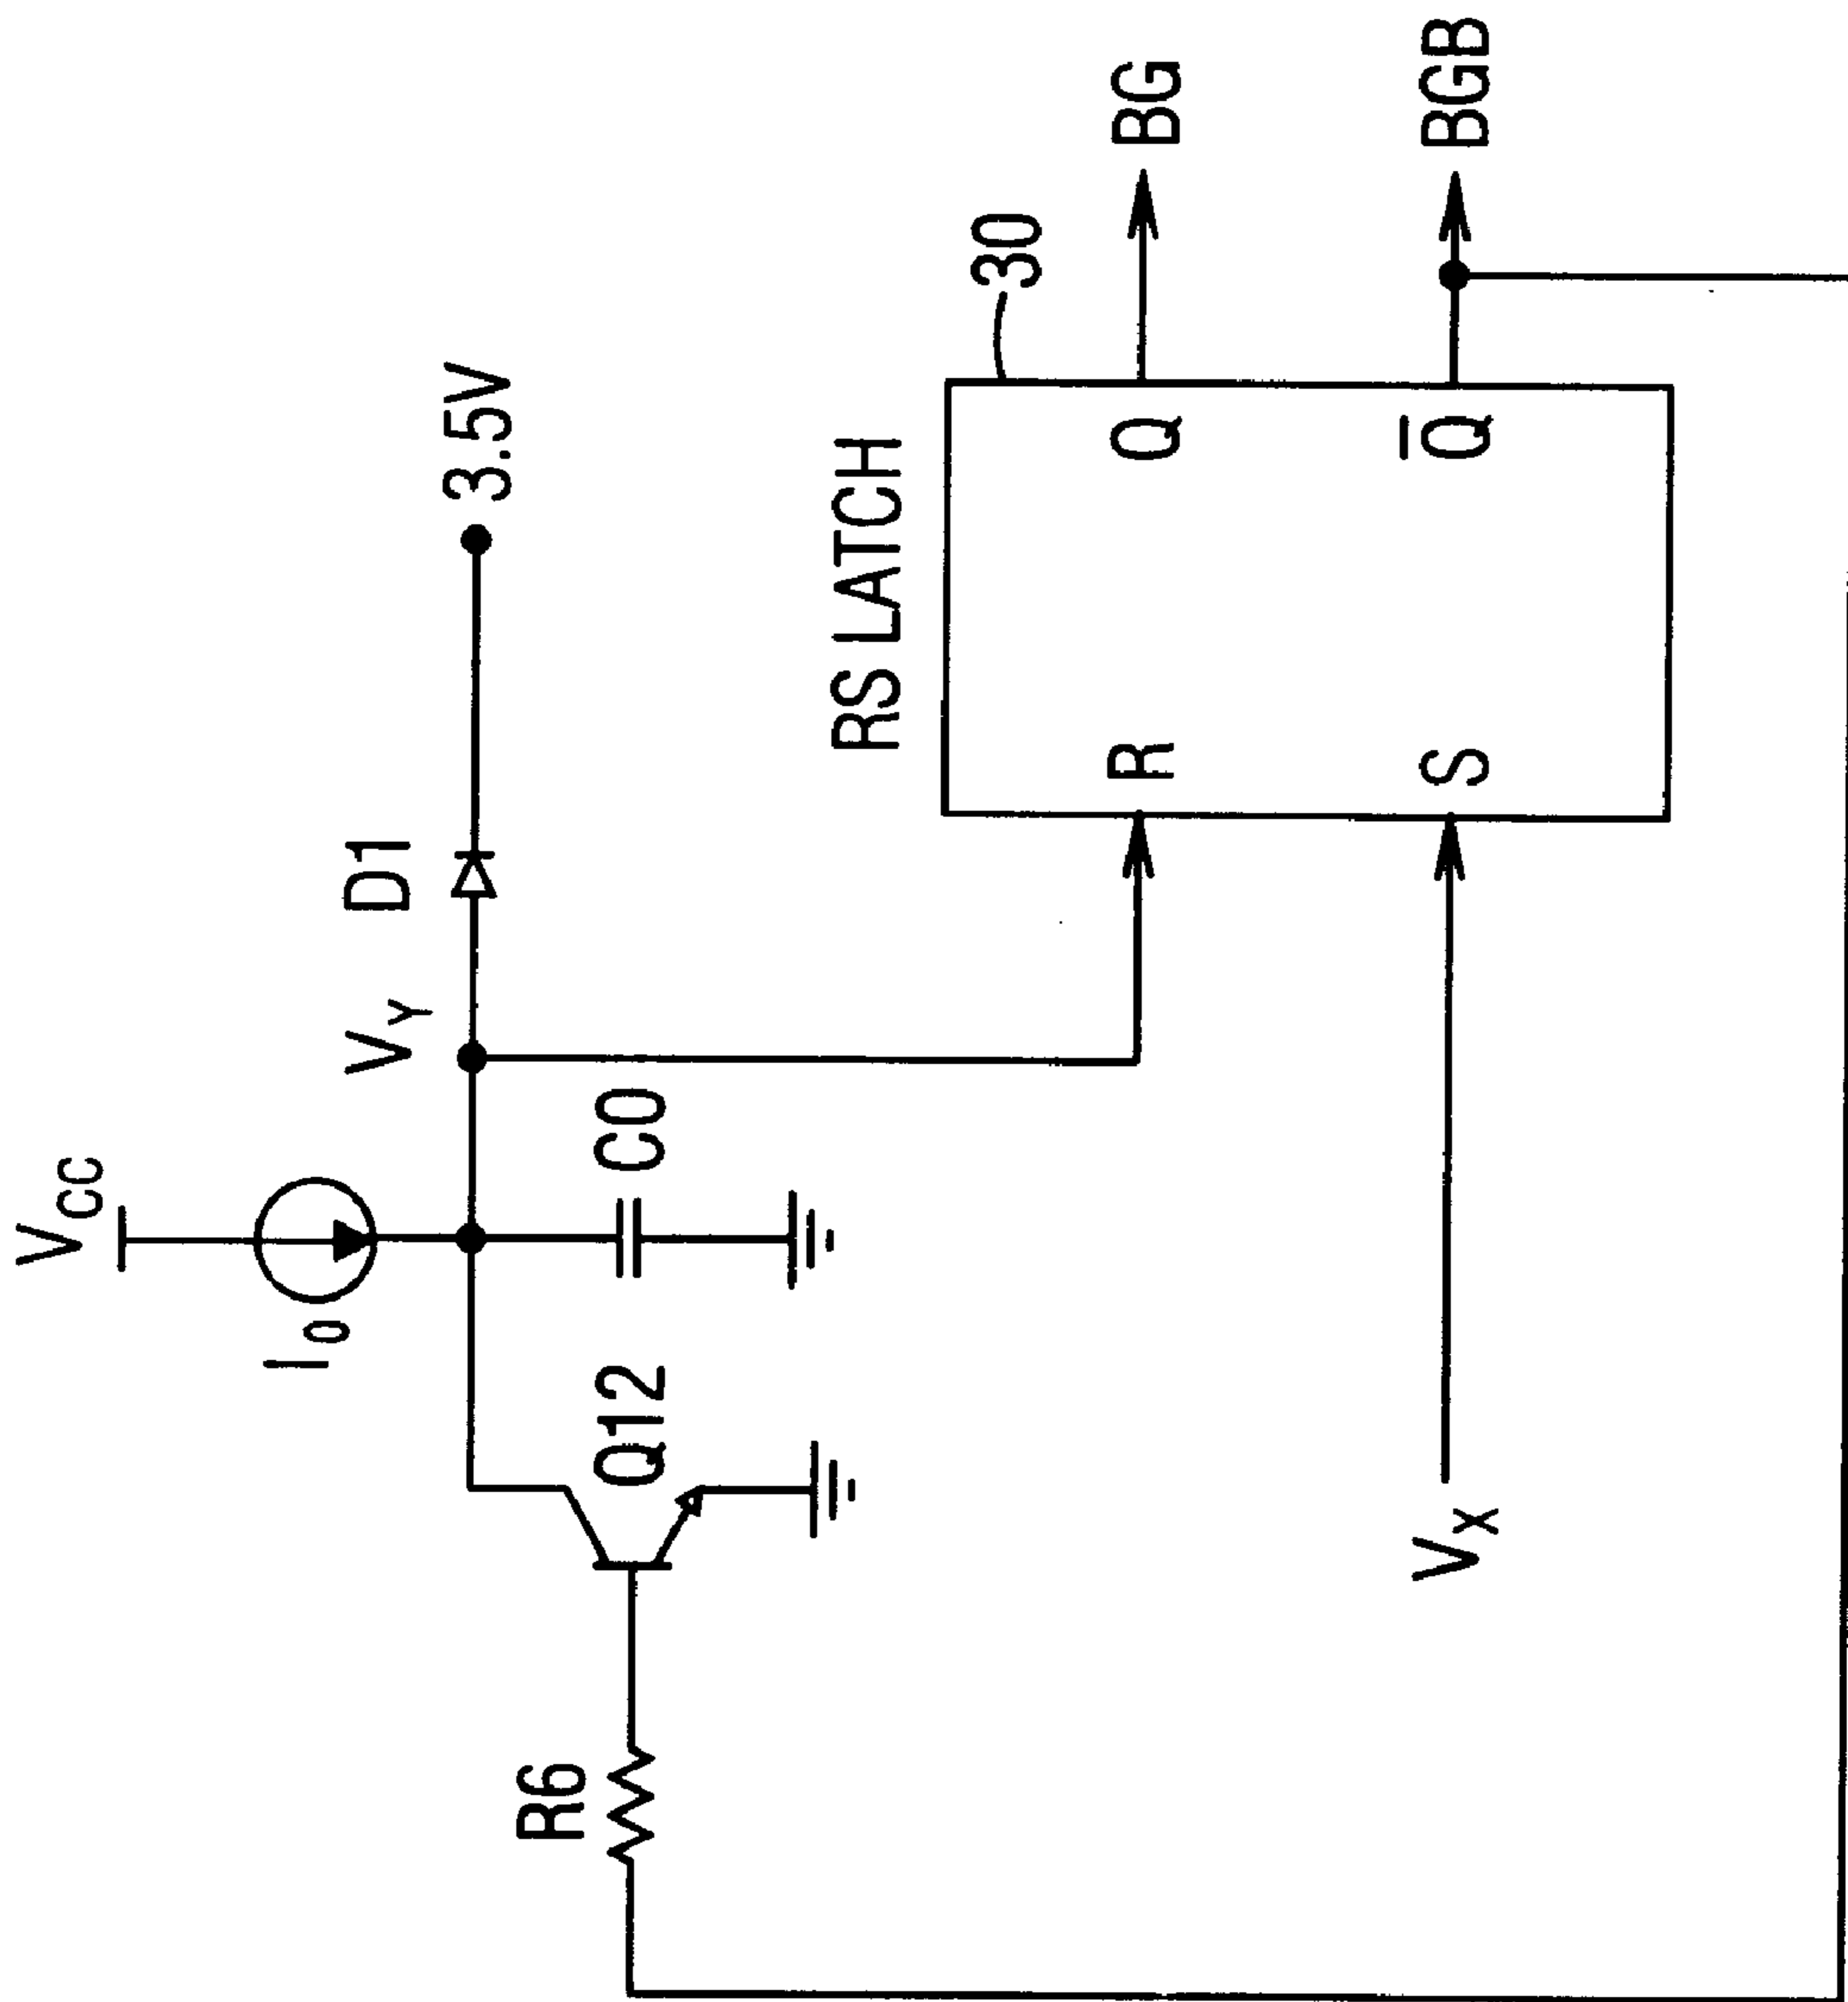 V_CC
I_0
V_Y
D1
3.5V
C0
Q12
R6
RS LATCH
30
R
Q
BG
S
Q̅
BGB
V_X